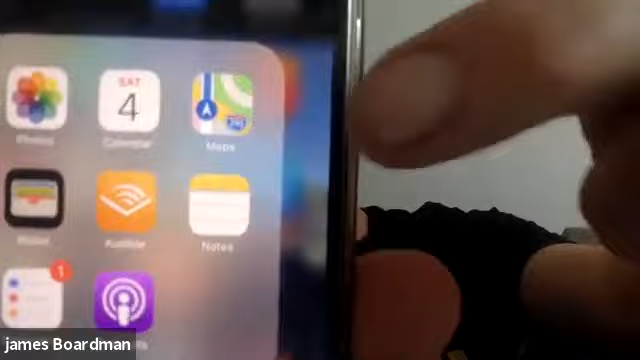 SAT
4
Photos Calendar Maps
Wallet Audible Notes
1
james Boardman